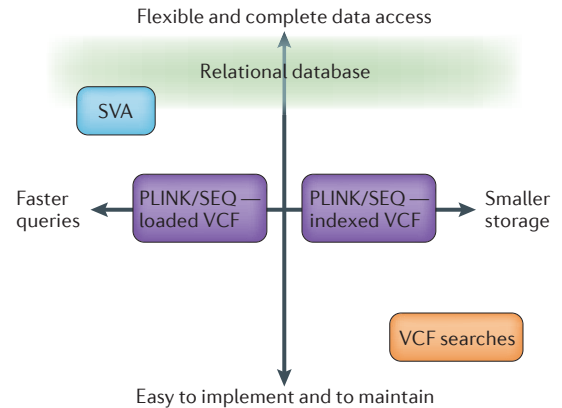 Flexible and complete data access
Relational database
SVA
Faster
queries
PLINK/SEQ —
loaded VCF
PLINK/SEQ —
indexed VCF
Smaller
storage
VCF searches
Easy to implement and to maintain